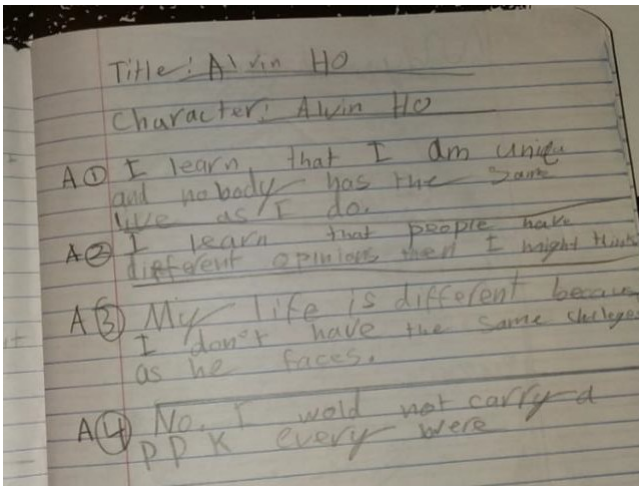 Title: Alvin Ho
Character: Alvin Ho
A① I learn that I am uniqu
and nobody has the same
live as I do.
A② I learn that people have
different opinions then I might think
A③ My life is different because
I don't have the same
as he faces.
A④ No. I wold not carry a
PPK every were